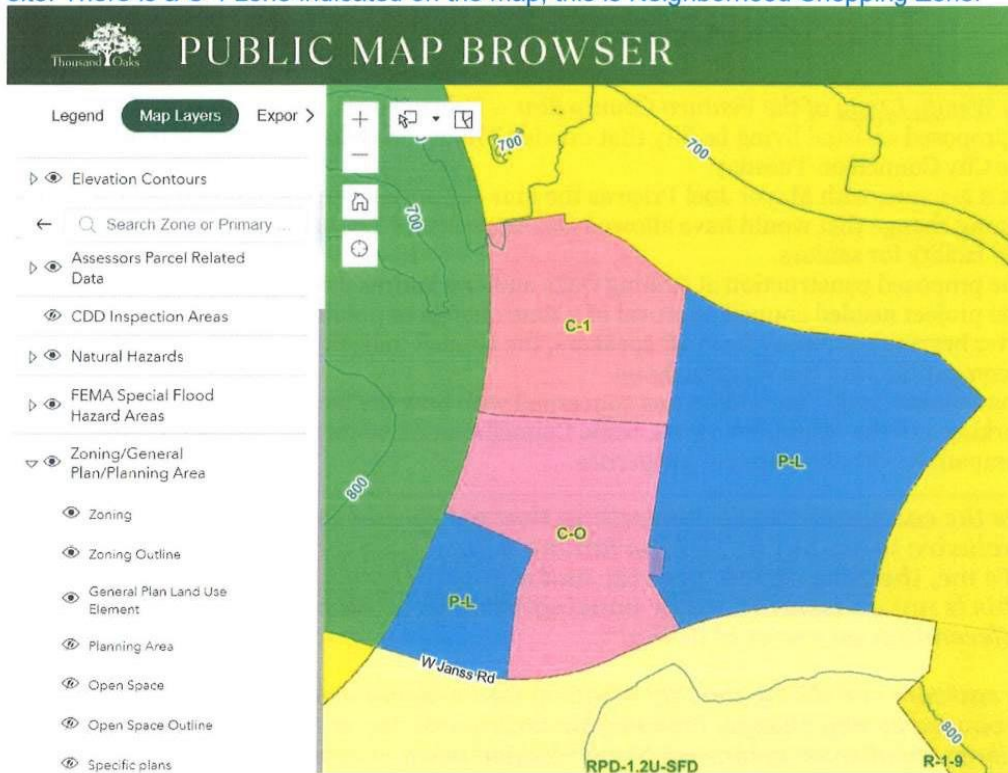 site. There is a C-1 zone indicated on the map, this is Neighborhood Shopping Zone.
Thousand Oaks
PUBLIC MAP BROWSER
Legend
Map Layers
Expor
Elevation Contours
Search Zone or Primary ...
Assessors Parcel Related
Data
CDD Inspection Areas
Natural Hazards
FEMA Special Flood
Hazard Areas
Zoning/General
Plan/Planning Area
Zoning
Zoning Outline
General Plan Land Use
Element
Planning Area
Open Space
Open Space Outline
Specific plans
700
700
700
C-1
P-L
800
C-O
P-L
W Janss Rd
800
RPD-1.2U-SFD
R-1-9